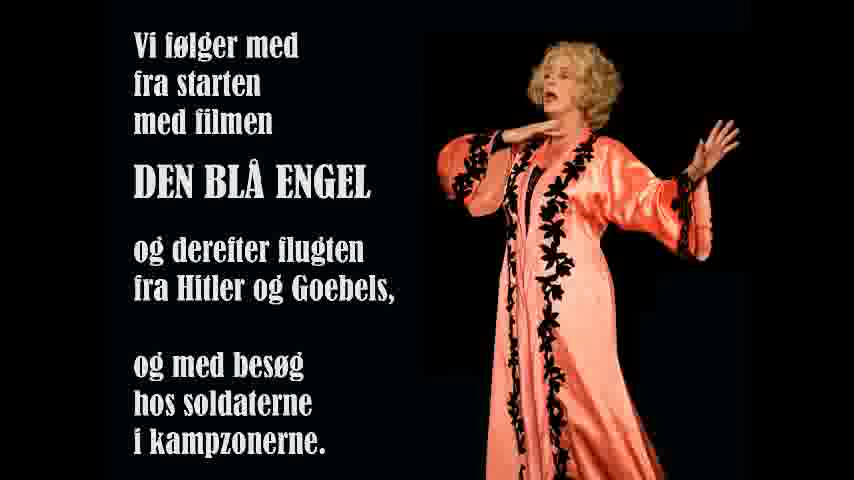 Vi følger med
fra starten
med filmen
DEN BLÅ ENGEL
og derefter flugten
fra Hitler og Goebels,
og med besøg
hos soldaterne
i kampzonerne.